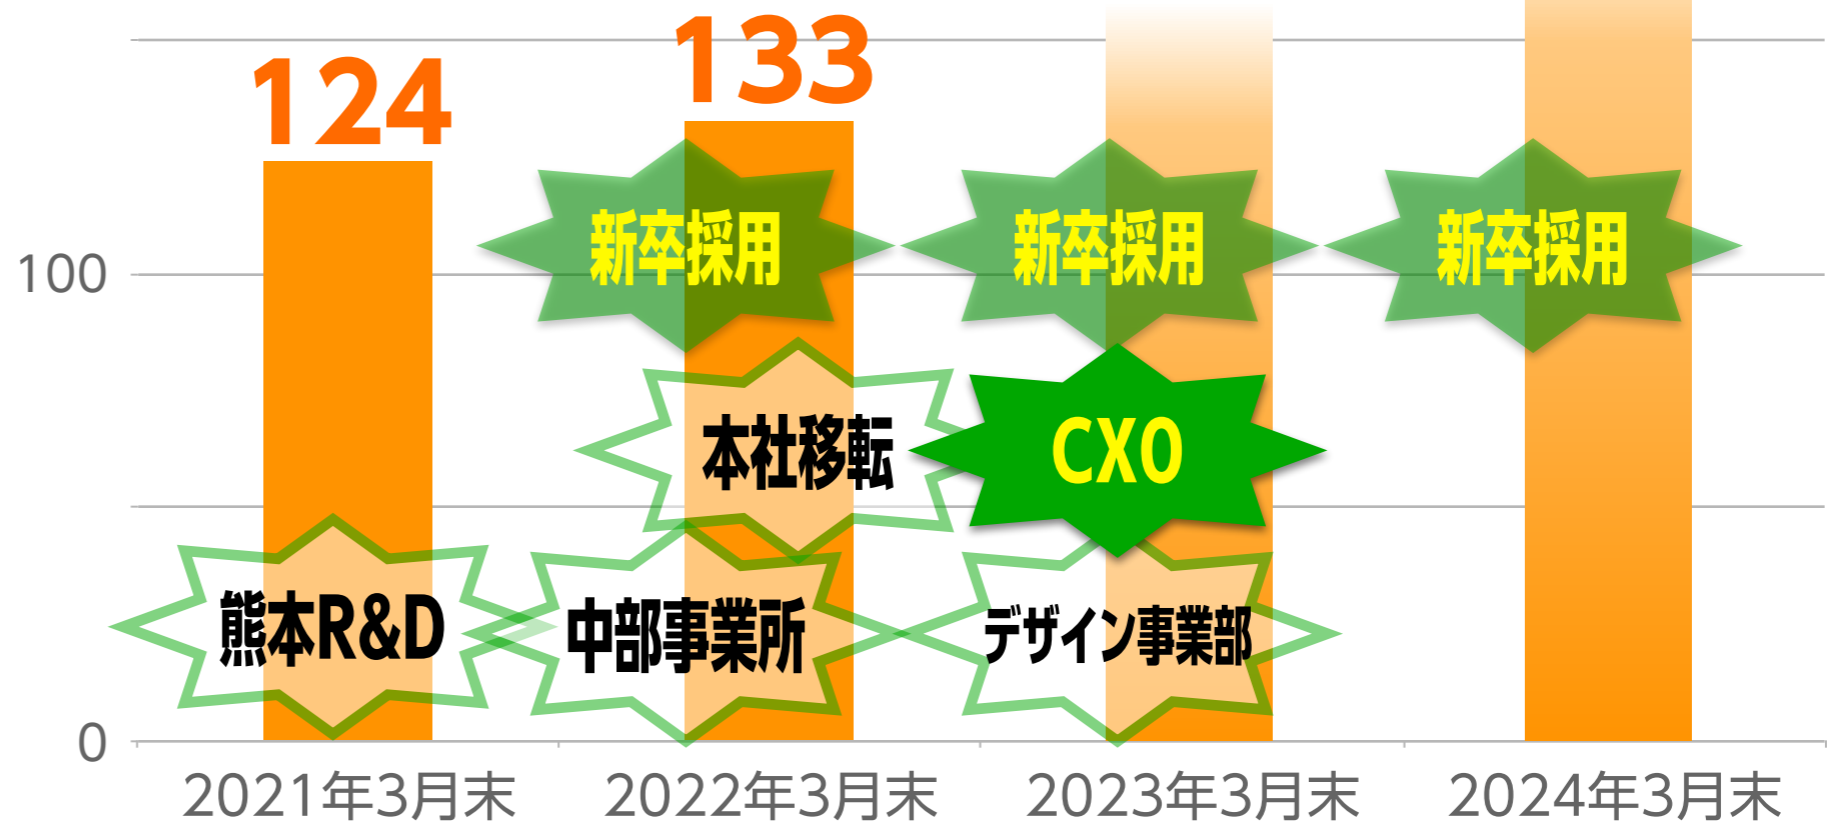 124
133
新卒採用
新卒採用
新卒採用
100
本社移転
CXO
熊本R&D
中部事業所
デザイン事業部
0
2021年3月末
2022年3月末
2023年3月末
2024年3月末